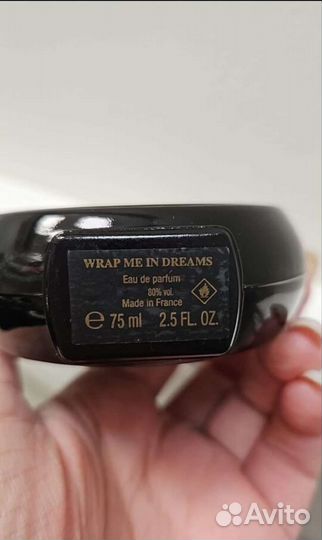 WRAP ME IN DREAMS
Eau de parfum
80% vol.
Made in France
℮ 75 ml 2.5 FL. OZ.
Avito